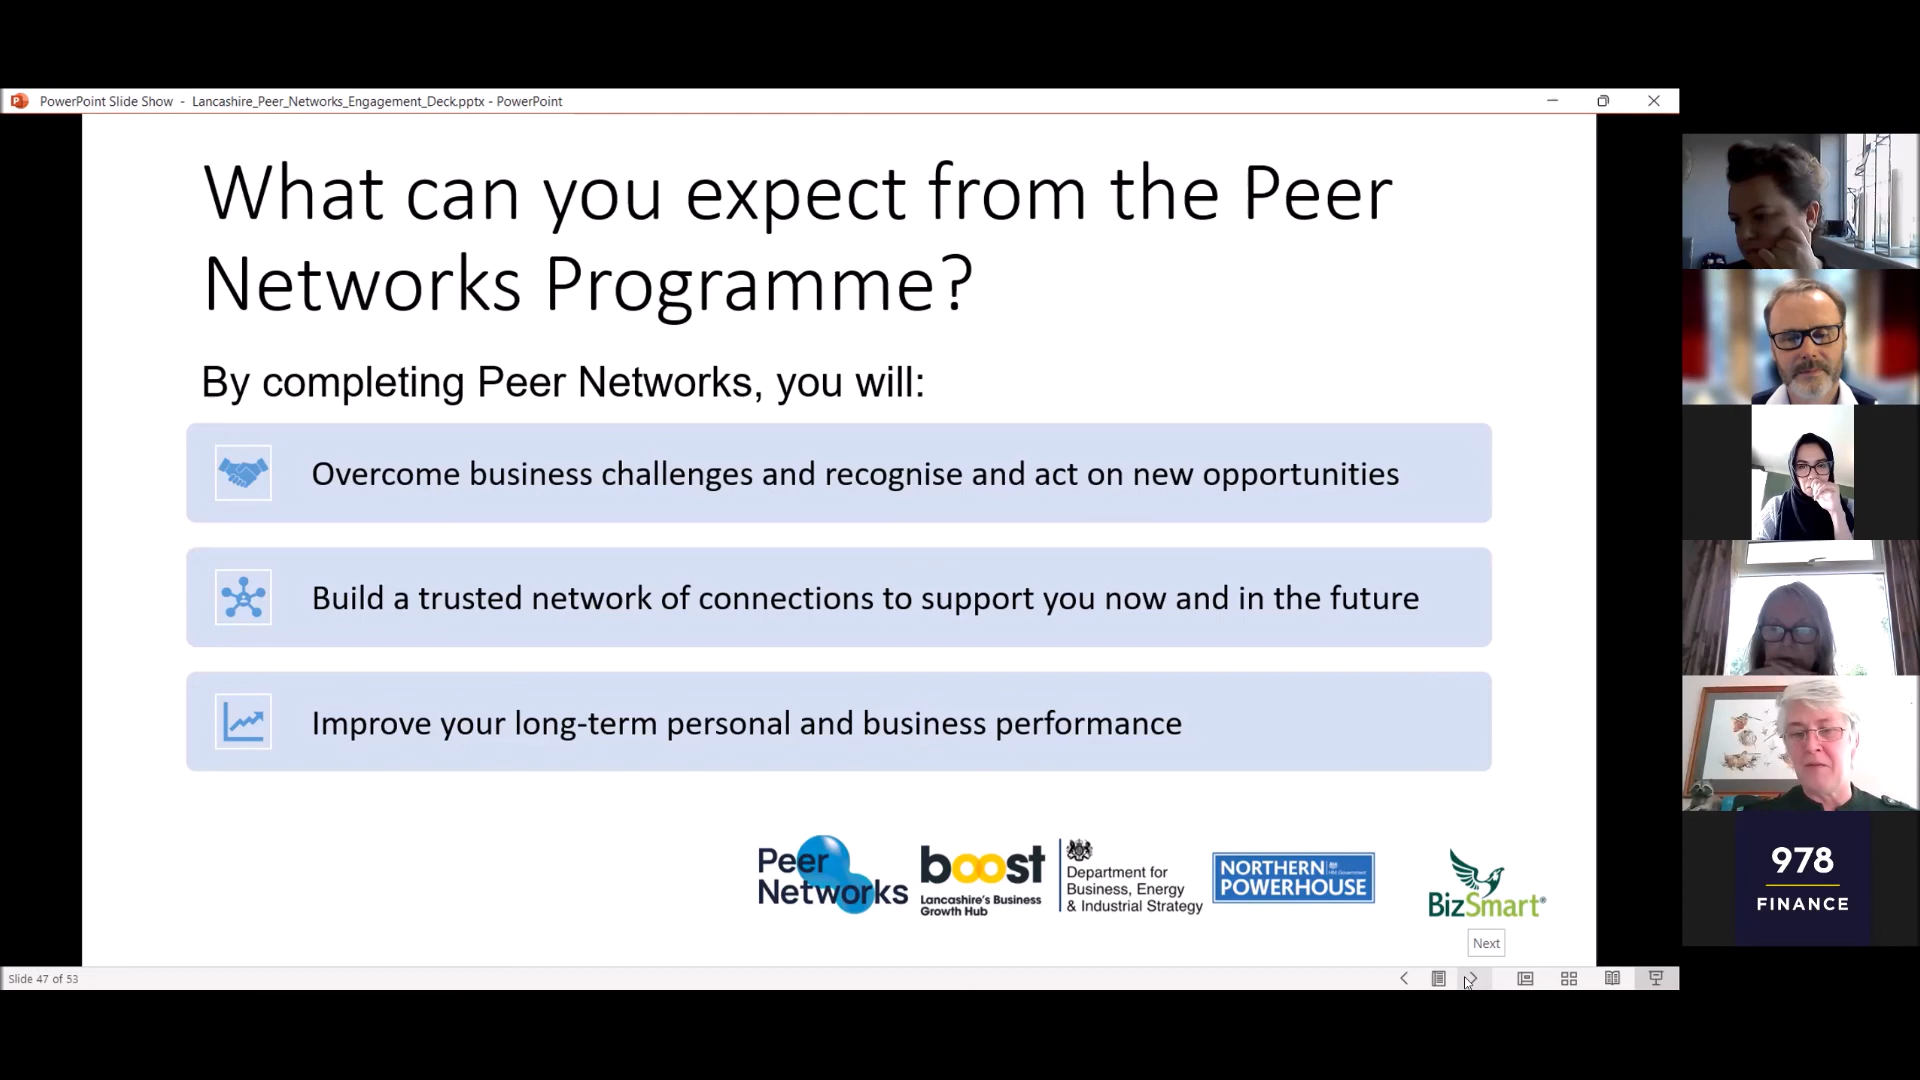 PowerPoint Slide Show - Lancashire_Peer_Networks_Engagement_Deck.pptx - PowerPoint
What can you expect from the Peer
Networks Programme?
By completing Peer Networks, you will:
Overcome business challenges and recognise and act on new opportunities
Build a trusted network of connections to support you now and in the future
Improve your long-term personal and business performance
Peer
Networks
boost
Lancashire's Business
Growth Hub
Department for
Business, Energy
& Industrial Strategy
NORTHERN
POWERHOUSE
BizSmart®
Next
Slide 47 of 53
978
FINANCE